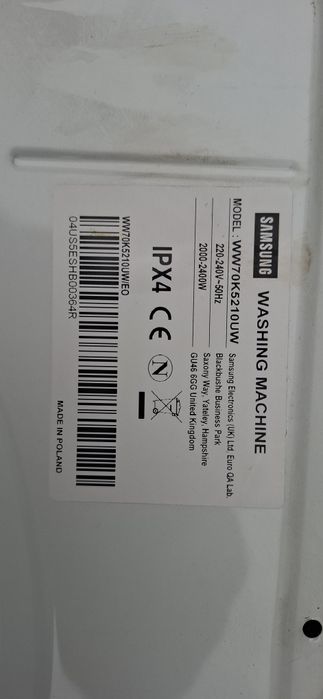 SAMSUNG WASHING MACHINE
MODEL : WW70K5210UW
220-240V~50Hz
2000-2400W
Samsung Electronics (UK) Ltd, Euro QA Lab.
Blackbushe Business Park
Saxony Way, Yateley, Hampshire
GU46 6GG United Kingdom
IPX4 CE N
WW70K5210UW/EO
04US5ESHB00364R
MADE IN POLAND